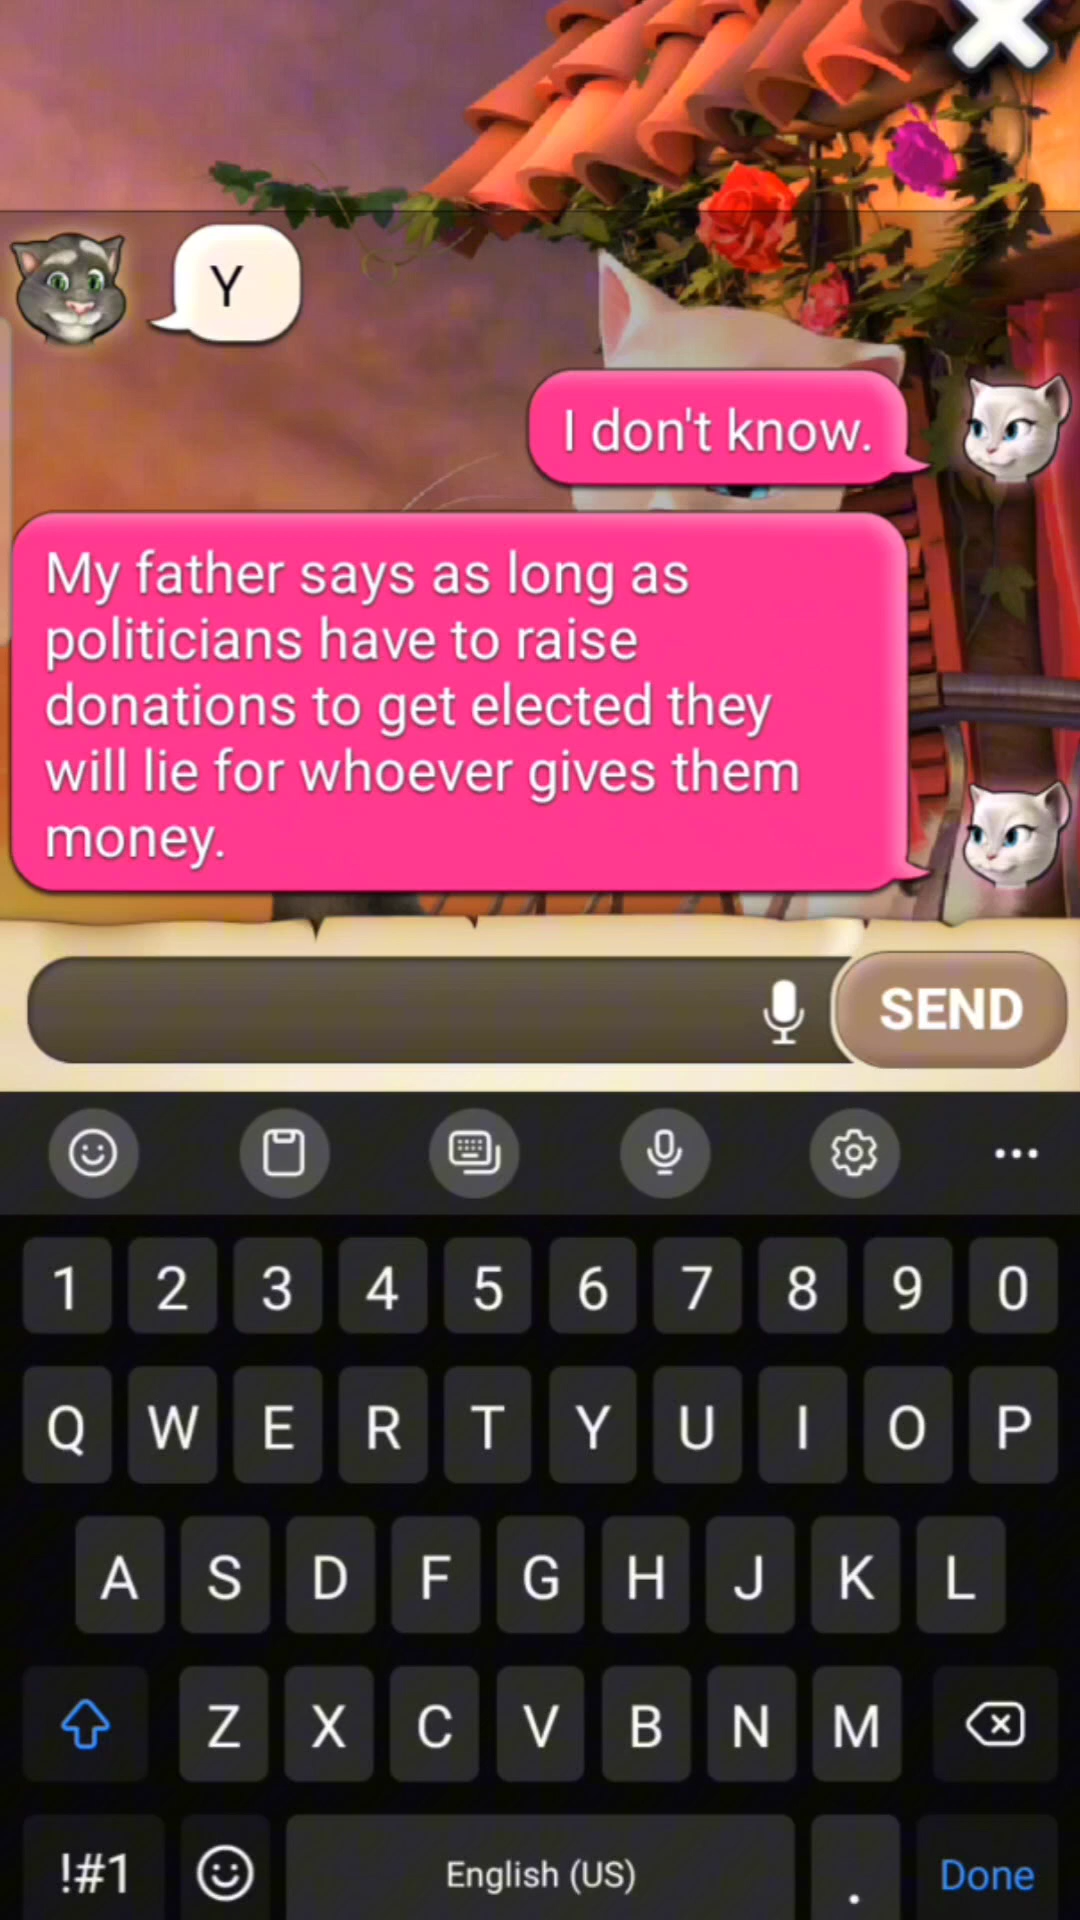 Y
I don't know.
My father says as long as
politicians have to raise
donations to get elected they
will lie for whoever gives them
money.
SEND
1 2 3 4 5 6 7 8 9 0
Q W E R T Y U I O P
A S D F G H J K L
Z X C V B N M
!#1 English (US) . Done